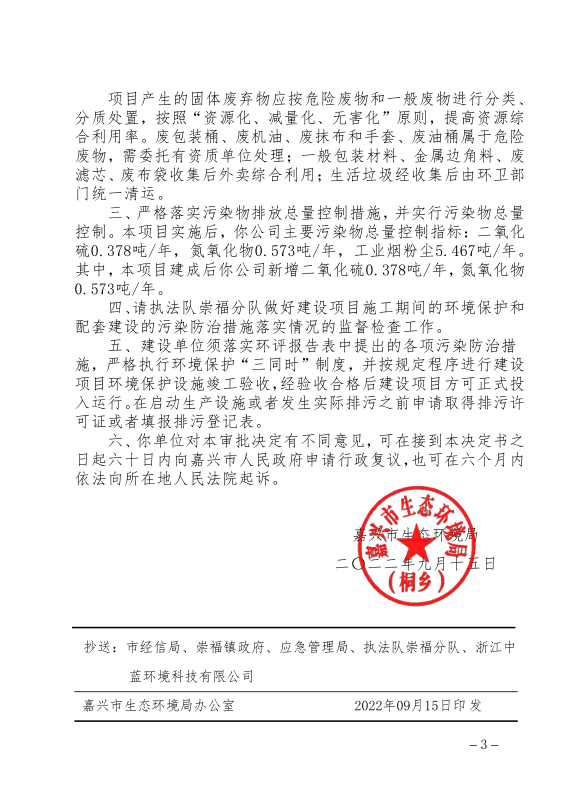 项目产生的固体废弃物应按危险废物和一般废物进行分类、
分质处置，按照“资源化、减量化、无害化”原则，提高资源综
合利用率。废包装桶、废机油、废抹布和手套、废油桶属于危险
废物，需委托有资质单位处理；一般包装材料、金属边角料、废
滤芯、废布袋收集后外卖综合利用；生活垃圾经收集后由环卫部
门统一清运。
三、严格落实污染物排放总量控制措施，并实行污染物总量
控制。本项目实施后，你公司主要污染物总量控制指标：二氧化
硫0.378吨/年，氮氧化物0.573吨/年，工业烟粉尘5.467吨/年。
其中，本项目建成后你公司新增二氧化硫0.378吨/年，氮氧化物
0.573吨/年。
四、请执法队崇福分队做好建设项目施工期间的环境保护和
配套建设的污染防治措施落实情况的监督检查工作。
五、建设单位须落实环评报告表中提出的各项污染防治措
施，严格执行环境保护“三同时”制度，并按规定程序进行建设
项目环境保护设施竣工验收，经验收合格后建设项目方可正式投
入运行。在启动生产设施或者发生实际排污之前申请取得排污许
可证或者填报排污登记表。
六、你单位对本审批决定有不同意见，可在接到本决定书之
日起六十日内向嘉兴市人民政府申请行政复议，也可在六个月内
依法向所在地人民法院起诉。
嘉兴市生态环境局
二〇二二年九月十五日
嘉兴市生态环境局
（桐乡）
抄送：市经信局、崇福镇政府、应急管理局、执法队崇福分队、浙江中
蓝环境科技有限公司
嘉兴市生态环境局办公室 2022年09月15日印发
－3－